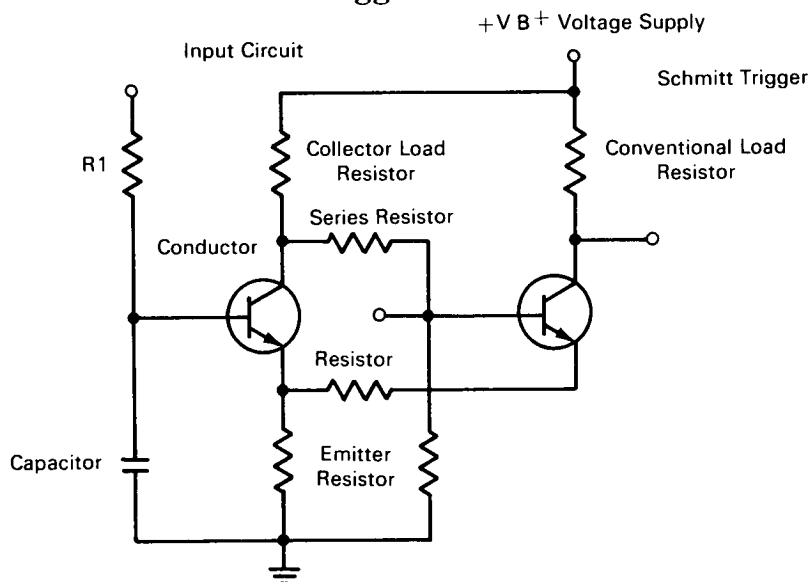 +V B+ Voltage Supply
Input Circuit
Schmitt Trigger
R1
Collector Load
Resistor
Conventional Load
Resistor
Series Resistor
Conductor
Resistor
Capacitor
Emitter
Resistor